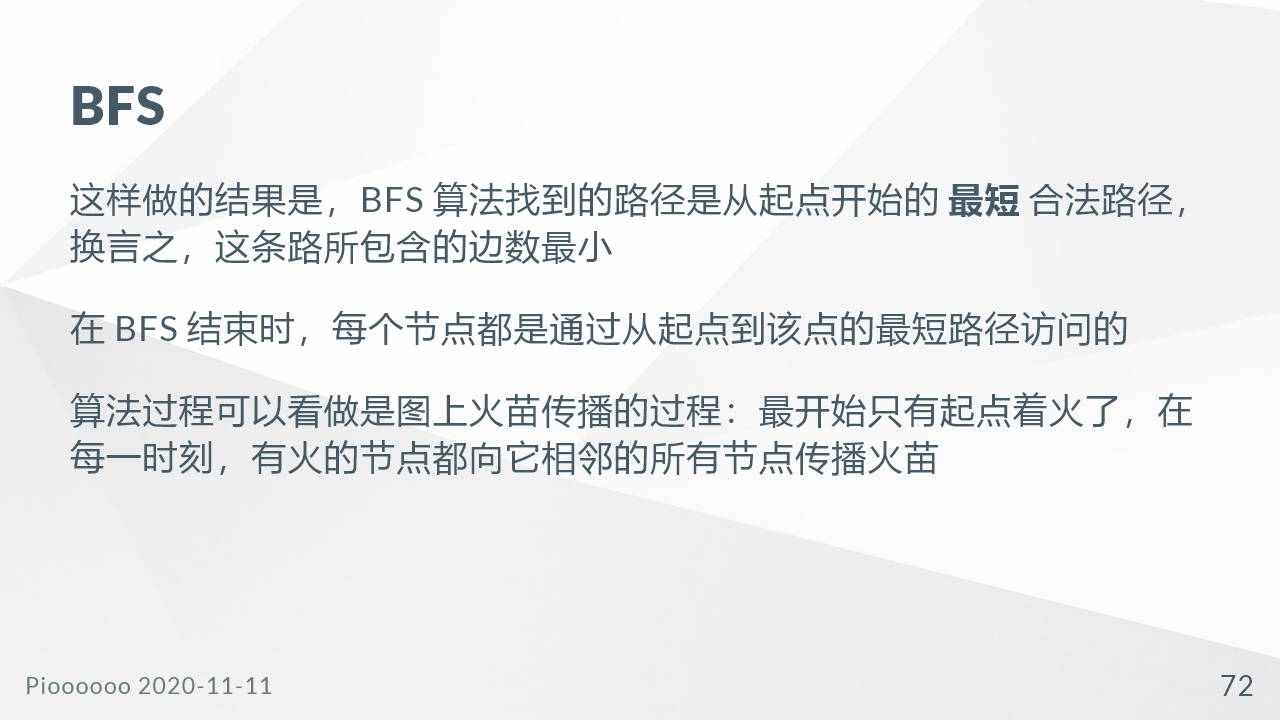 BFS
这样做的结果是，BFS 算法找到的路径是从起点开始的 最短 合法路径，
换言之，这条路所包含的边数最小
在 BFS 结束时，每个节点都是通过从起点到该点的最短路径访问的
算法过程可以看做是图上火苗传播的过程：最开始只有起点着火了，在
每一时刻，有火的节点都向它相邻的所有节点传播火苗
Pioooooo 2020-11-11
72